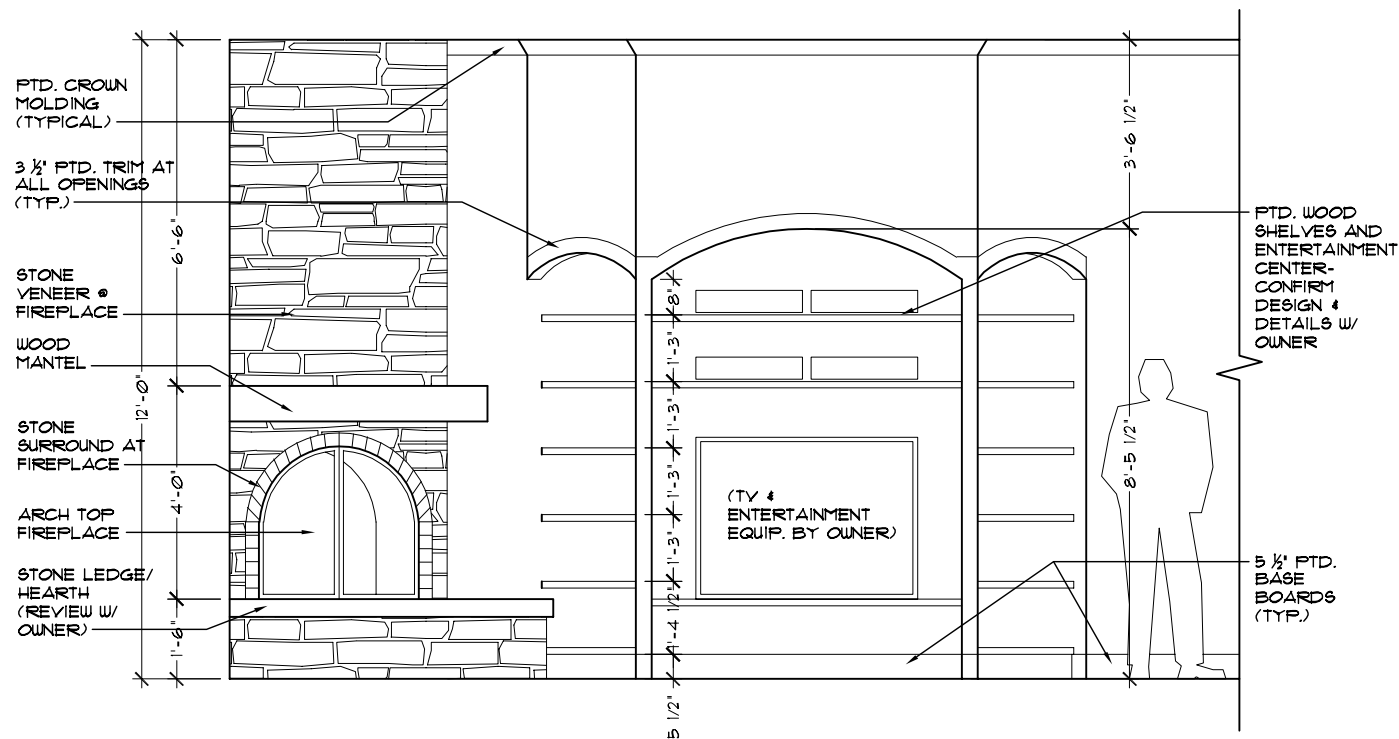 PTD. CROWN
MOLDING
(TYPICAL)
3 ½" PTD. TRIM AT
ALL OPENINGS
(TYP.)
STONE
VENEER @
FIREPLACE
WOOD
MANTEL
STONE
SURROUND AT
FIREPLACE
ARCH TOP
FIREPLACE
STONE LEDGE/
HEARTH
(REVIEW W/
OWNER)
12'-0"
6'-6"
4'-0"
1'-6"
8"
1'-3"
1'-3"
1'-3"
1'-3"
1'-4 1/2"
5 1/2"
(TV &
ENTERTAINMENT
EQUIP. BY OWNER)
3'-6 1/2"
8'-5 1/2"
PTD. WOOD
SHELVES AND
ENTERTAINMENT
CENTER-
CONFIRM
DESIGN &
DETAILS W/
OWNER
5 ½" PTD.
BASE
BOARDS
(TYP.)